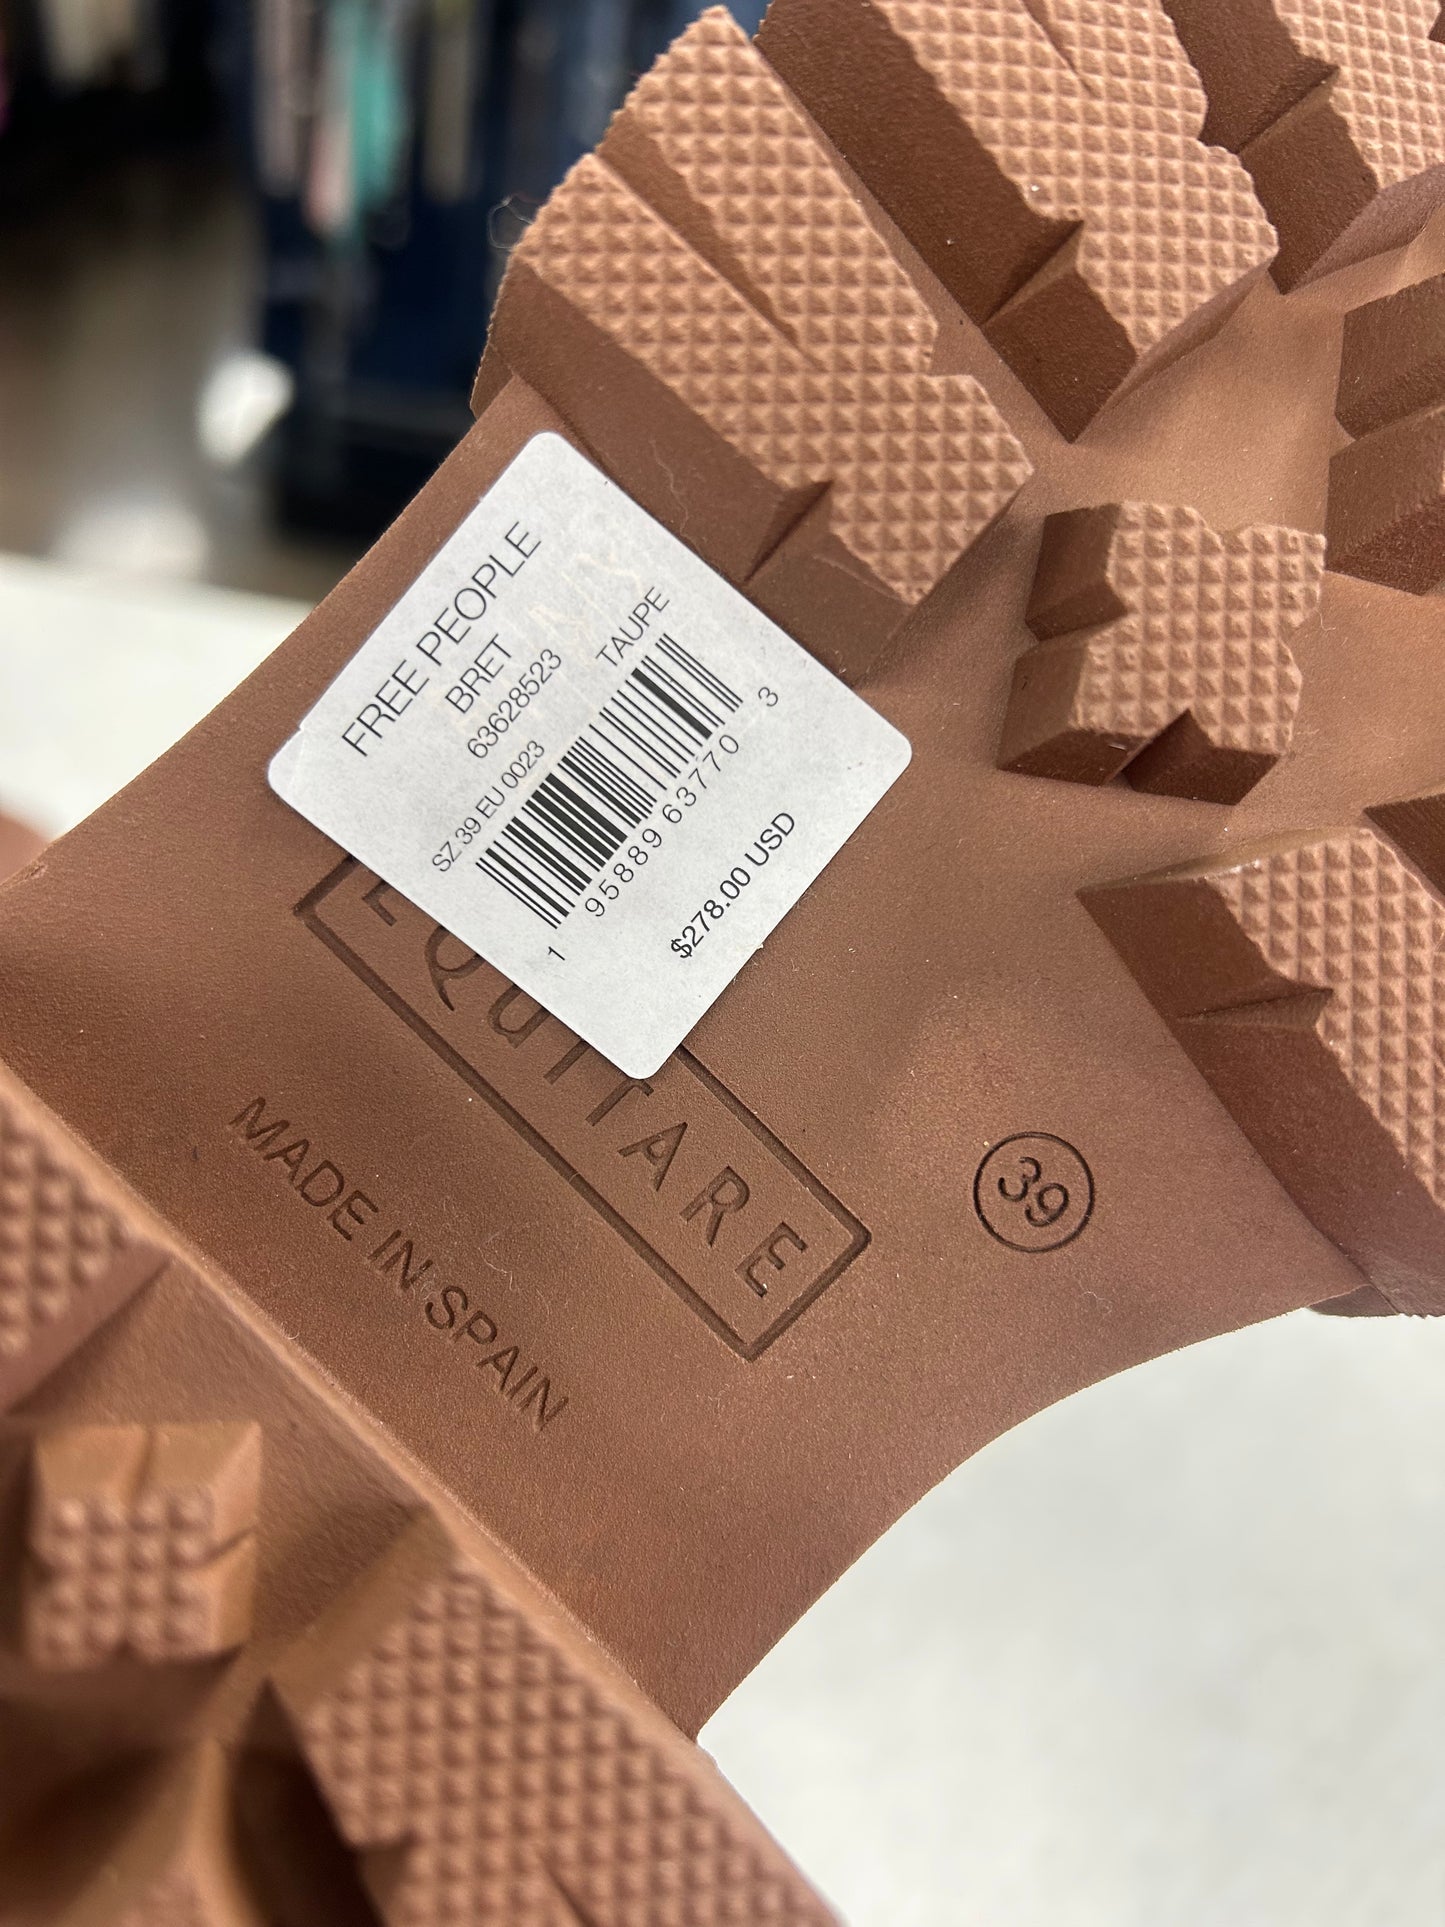 FREE PEOPLE
BRET
63628523 TAUPE
SZ 39 EU 0023
1 95889 63770 3
$278.00 USD
EQUITARE
MADE IN SPAIN
39